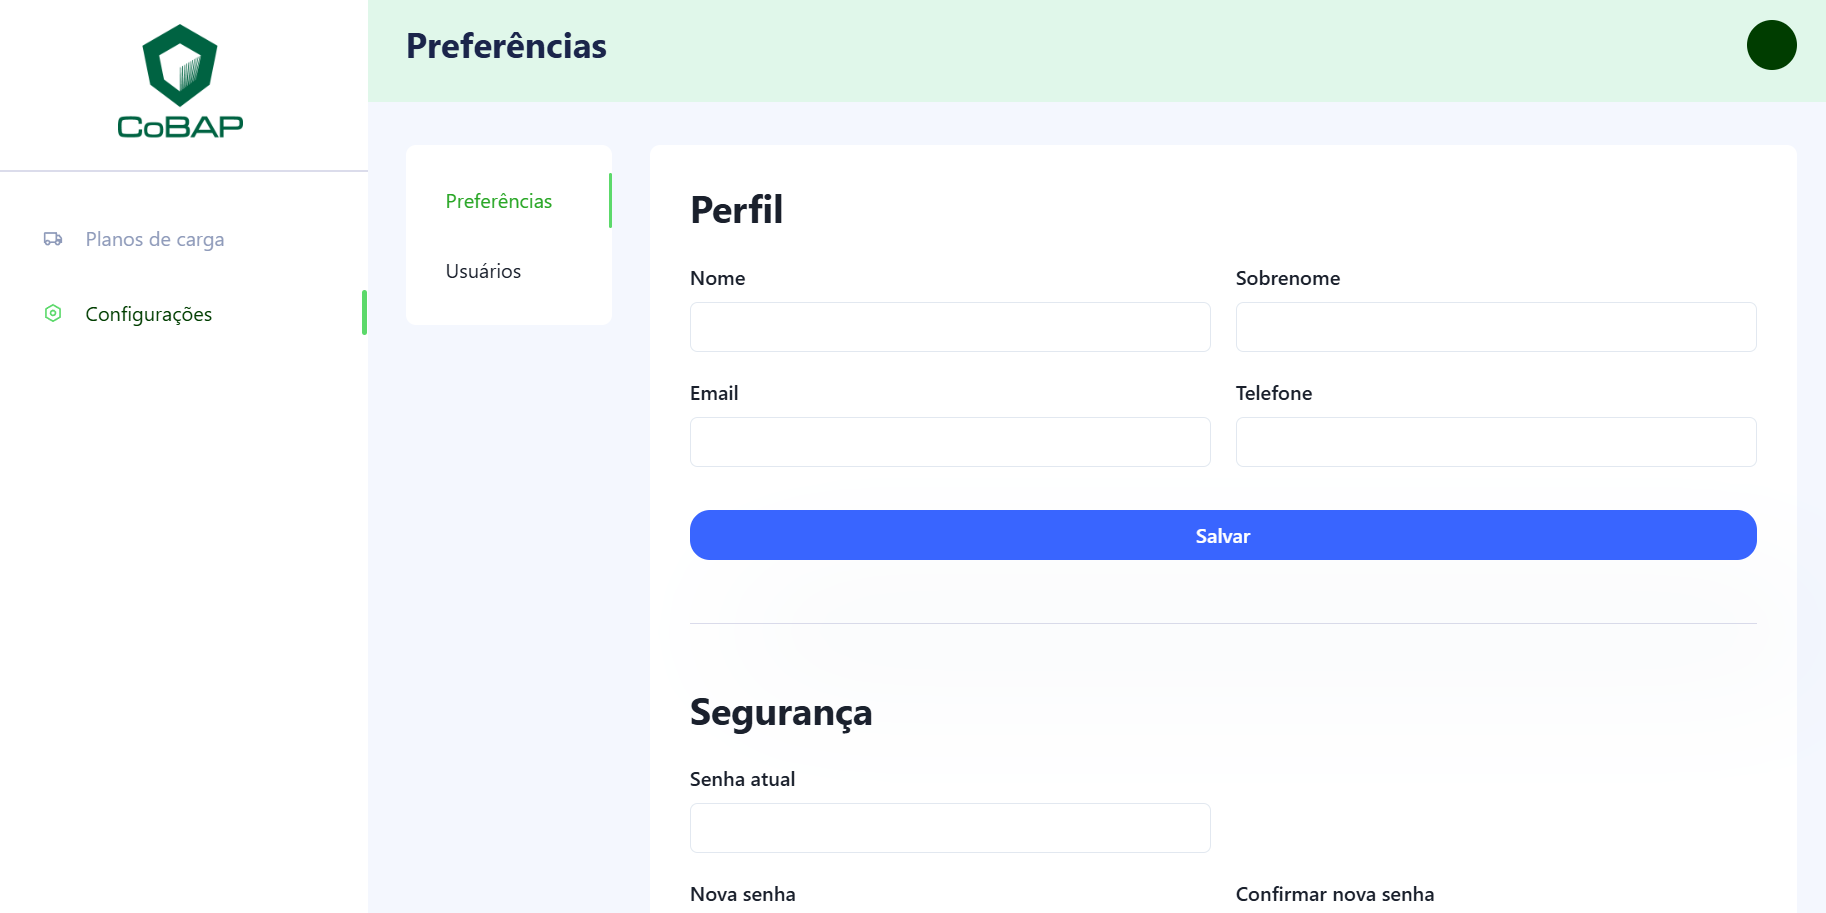 CoBAP
Planos de carga
Configurações
Preferências
Preferências
Usuários
Perfil
Nome
Sobrenome
Email
Telefone
Salvar
Segurança
Senha atual
Nova senha
Confirmar nova senha